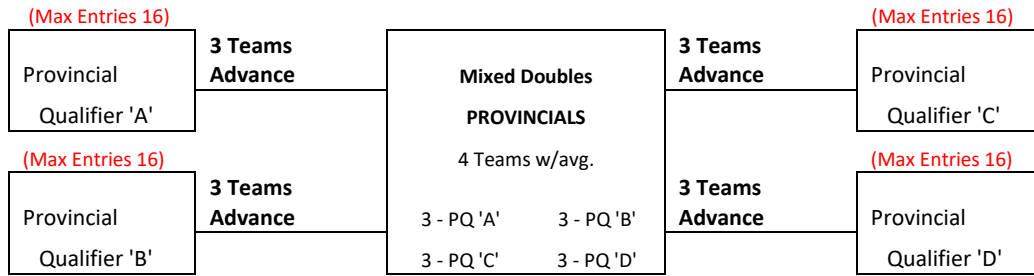 (Max Entries 16)
Provincial
Qualifier 'A'
3 Teams
Advance
(Max Entries 16)
Provincial
Qualifier 'B'
3 Teams
Advance
Mixed Doubles
PROVINCIALS
4 Teams w/avg.
3 - PQ 'A' 3 - PQ 'B'
3 - PQ 'C' 3 - PQ 'D'
3 Teams
Advance
(Max Entries 16)
Provincial
Qualifier 'C'
3 Teams
Advance
(Max Entries 16)
Provincial
Qualifier 'D'